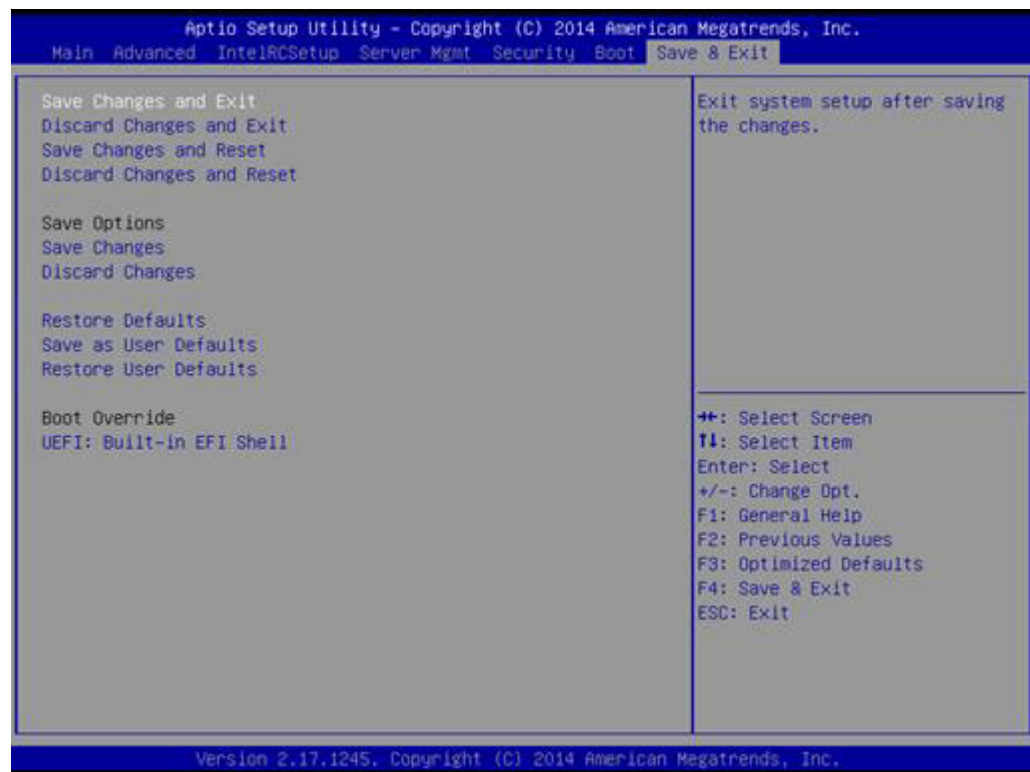 Aptio Setup Utility - Copyright (C) 2014 American Megatrends, Inc.
Main Advanced IntelRCSetup Server Mgmt Security Boot Save & Exit
Save Changes and Exit
Discard Changes and Exit
Save Changes and Reset
Discard Changes and Reset
Save Options
Save Changes
Discard Changes
Restore Defaults
Save as User Defaults
Restore User Defaults
Boot Override
UEFI: Built-in EFI Shell
Exit system setup after saving
the changes.
→←: Select Screen
↑↓: Select Item
Enter: Select
+/-: Change Opt.
F1: General Help
F2: Previous Values
F3: Optimized Defaults
F4: Save & Exit
ESC: Exit
Version 2.17.1245. Copyright (C) 2014 American Megatrends, Inc.